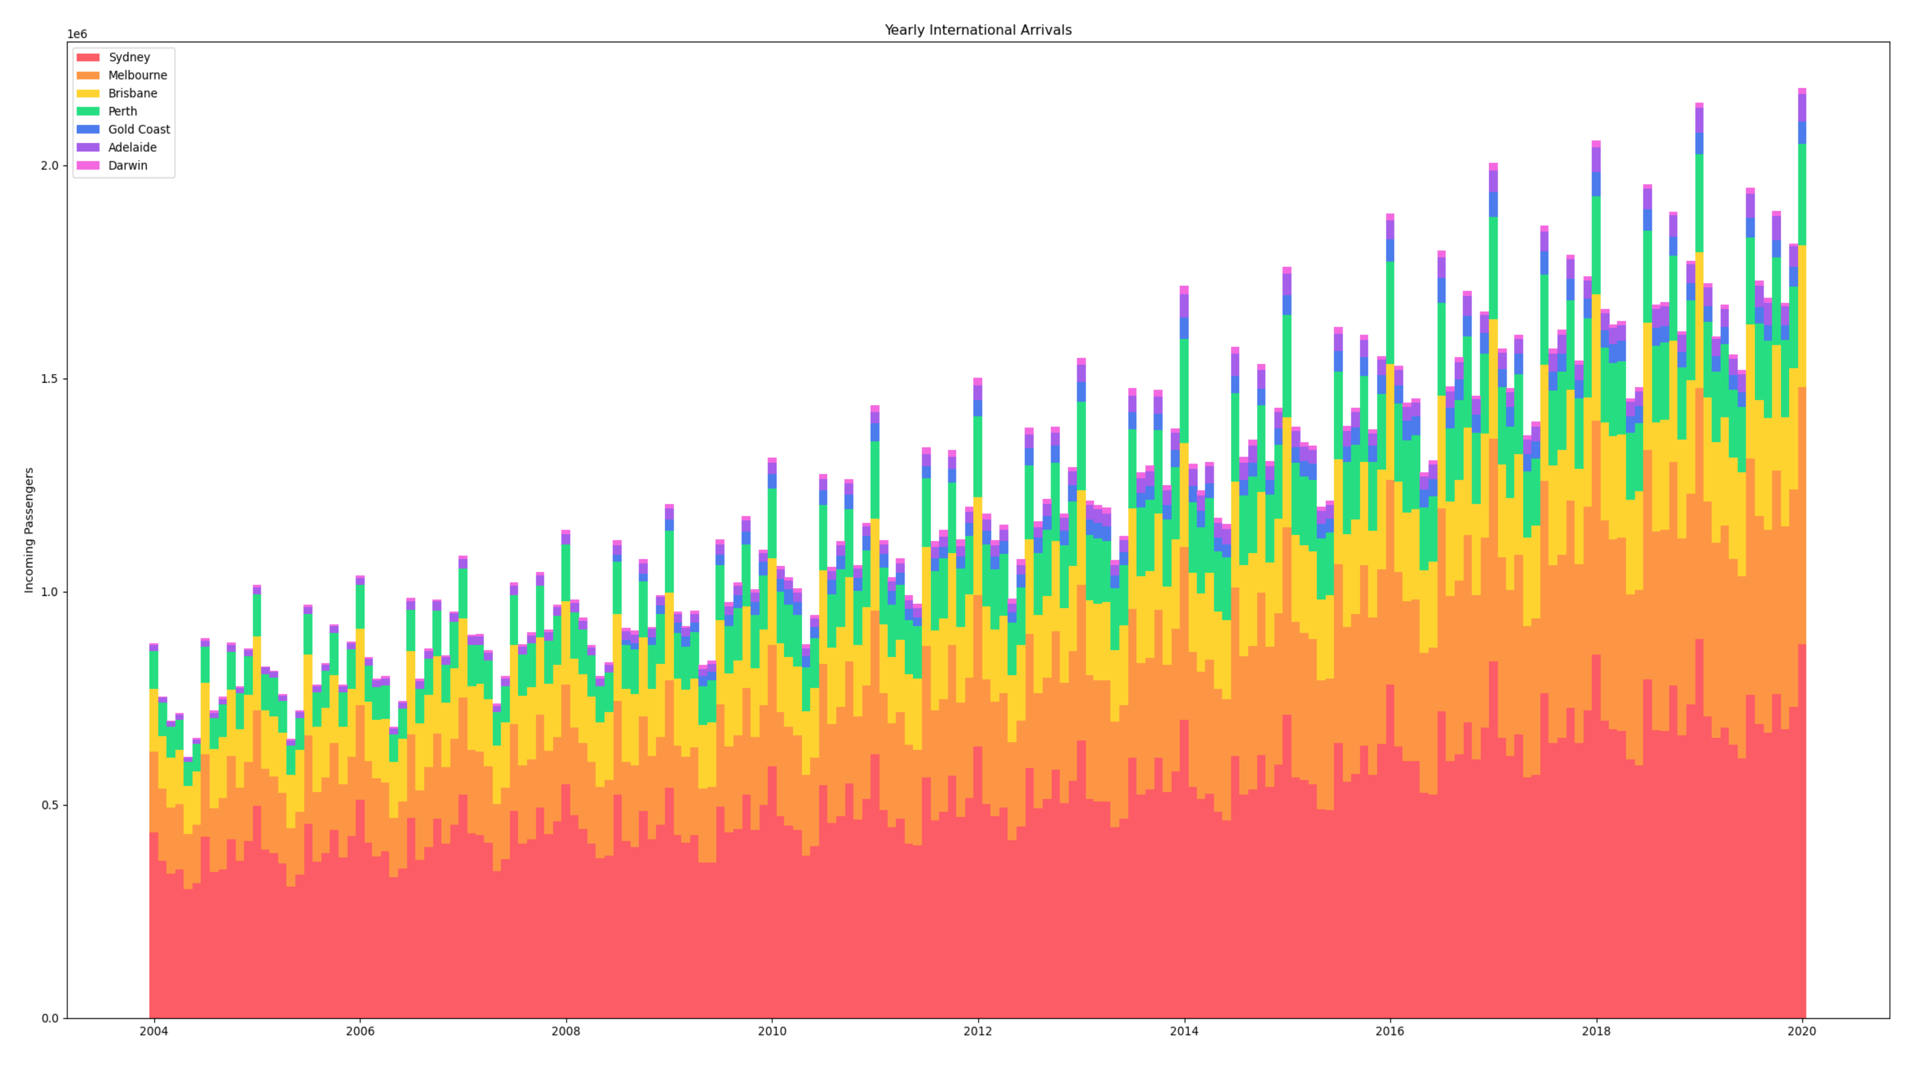 Yearly International Arrivals
1e6
Sydney
Melbourne
Brisbane
Perth
Gold Coast
Adelaide
Darwin
2.0
1.5
1.0
0.5
0.0
Incoming Passengers
2004 2006 2008 2010 2012 2014 2016 2018 2020